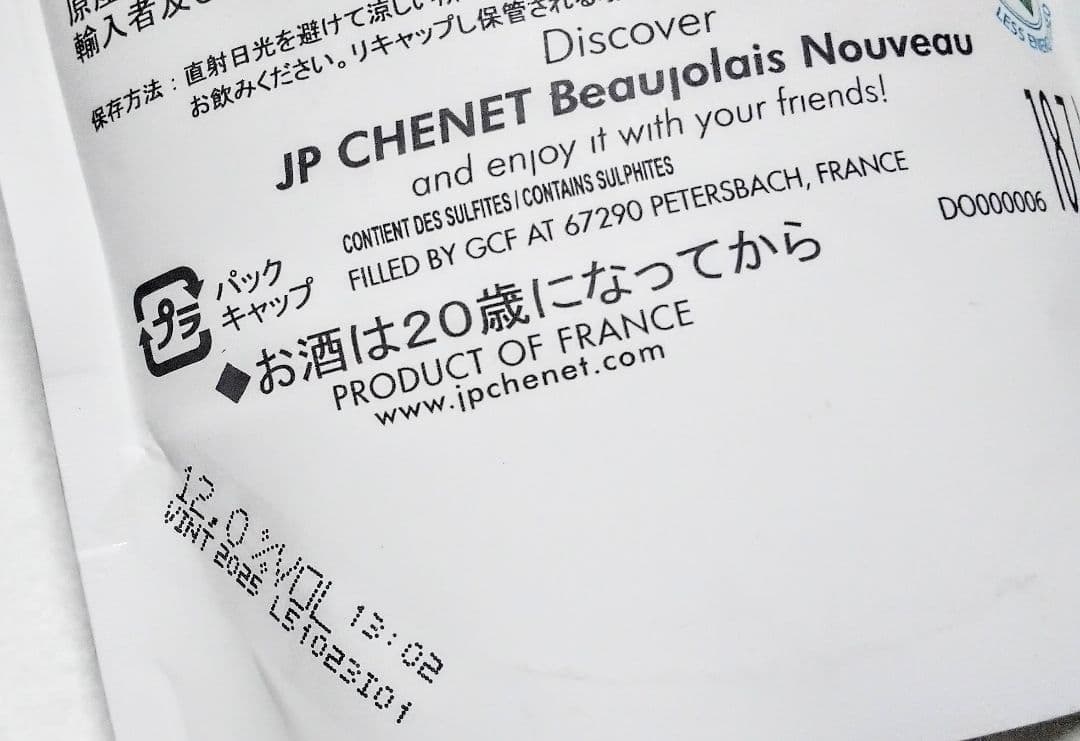 輸入者及び
保存方法：直射日光を避けて涼しい
お飲みください。リキャップし保管される
Discover
JP CHENET Beaujolais Nouveau
and enjoy it with your friends!
CONTIENT DES SULFITES / CONTAINS SULPHITES
FILLED BY GCF AT 67290 PETERSBACH, FRANCE
DO000006
プラ
パック
キャップ
◆お酒は20歳になってから
PRODUCT OF FRANCE
www.jpchenet.com
LESS ENERGY
12.0%VOL 13:02
VINT 2025 L51023I01